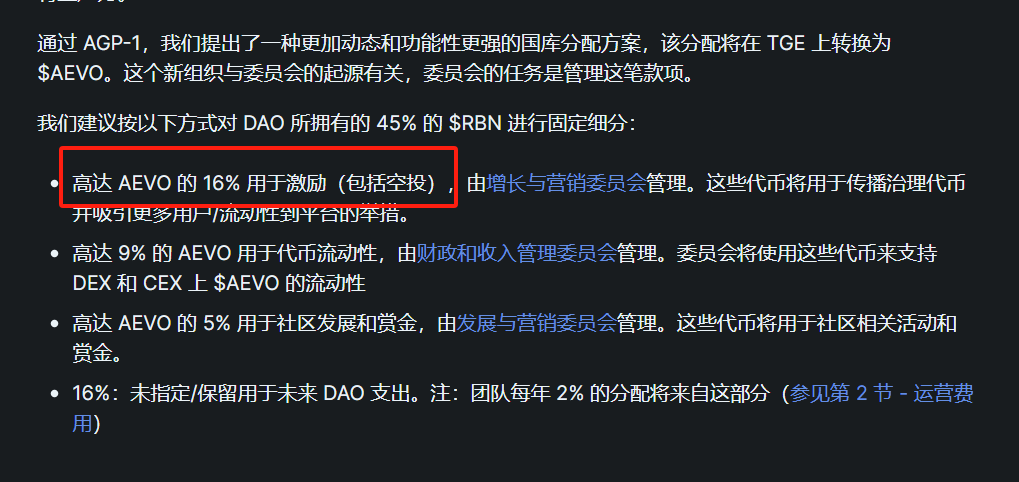 通过 AGP-1，我们提出了一种更加动态和功能性更强的国库分配方案，该分配将在 TGE 上转换为
$AEVO。这个新组织与委员会的起源有关，委员会的任务是管理这笔款项。
我们建议按以下方式对 DAO 所拥有的 45% 的 $RBN 进行固定细分：
• 高达 AEVO 的 16% 用于激励（包括空投），由增长与营销委员会管理。这些代币将用于传播治理代币
并吸引更多用户/流动性到平台的举措。
• 高达 9% 的 AEVO 用于代币流动性，由财政和收入管理委员会管理。委员会将使用这些代币来支持
DEX 和 CEX 上 $AEVO 的流动性
• 高达 AEVO 的 5% 用于社区发展和赏金，由发展与营销委员会管理。这些代币将用于社区相关活动和
赏金。
• 16%：未指定/保留用于未来 DAO 支出。注：团队每年 2% 的分配将来自这部分（参见第 2 节 - 运营费
用）